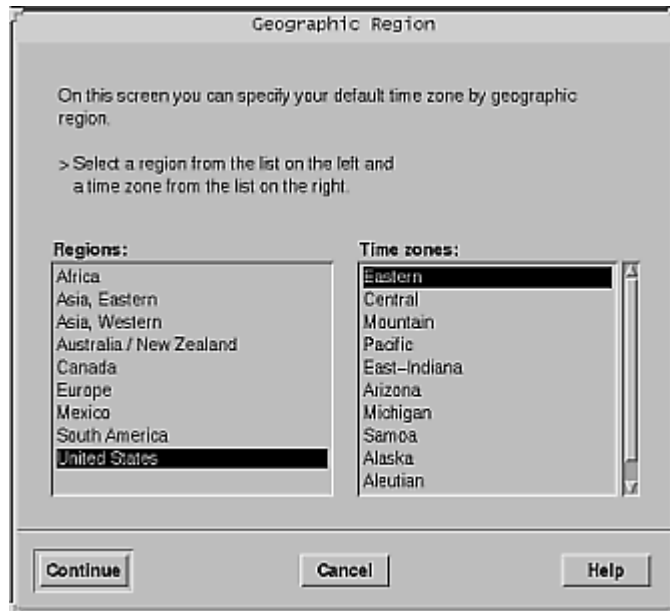 Geographic Region
On this screen you can specify your default time zone by geographic
region.
> Select a region from the list on the left and
a time zone from the list on the right.
Regions:
Africa
Asia, Eastern
Asia, Western
Australia / New Zealand
Canada
Europe
Mexico
South America
United States
Time zones:
Eastern
Central
Mountain
Pacific
East-Indiana
Arizona
Michigan
Samoa
Alaska
Aleutian
Continue
Cancel
Help